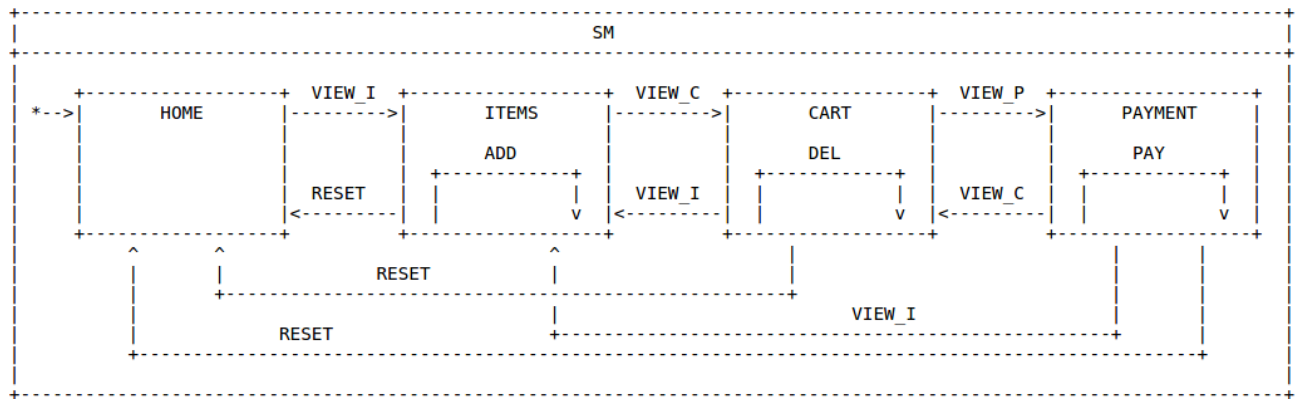 SM
VIEW_I VIEW_C VIEW_P
*--> HOME ITEMS CART PAYMENT
ADD DEL PAY
RESET VIEW_I VIEW_C
RESET
VIEW_I
RESET